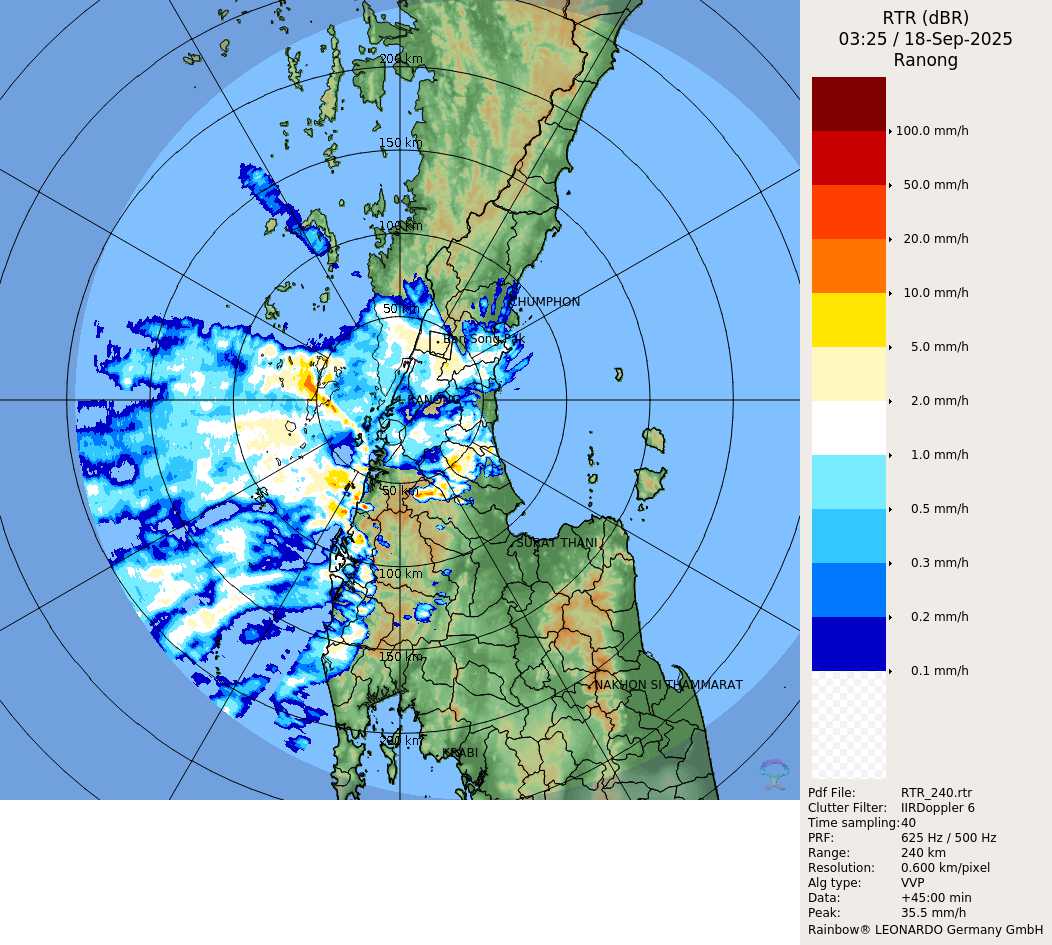 RTR (dBR)
03:25 / 18-Sep-2025
Ranong
100.0 mm/h
50.0 mm/h
20.0 mm/h
10.0 mm/h
5.0 mm/h
2.0 mm/h
1.0 mm/h
0.5 mm/h
0.3 mm/h
0.2 mm/h
0.1 mm/h
200 km
150 km
100 km
50 km
CHUMPHON
Ban Song Pak
RANONG
50 km
SURAT THANI
100 km
150 km
NAKHON SI THAMMARAT
200 km
KRABI
Pdf File: RTR_240.rtr
Clutter Filter: IIRDoppler 6
Time sampling: 40
PRF: 625 Hz / 500 Hz
Range: 240 km
Resolution: 0.600 km/pixel
Alg type: VVP
Data: +45:00 min
Peak: 35.5 mm/h
Rainbow® LEONARDO Germany GmbH